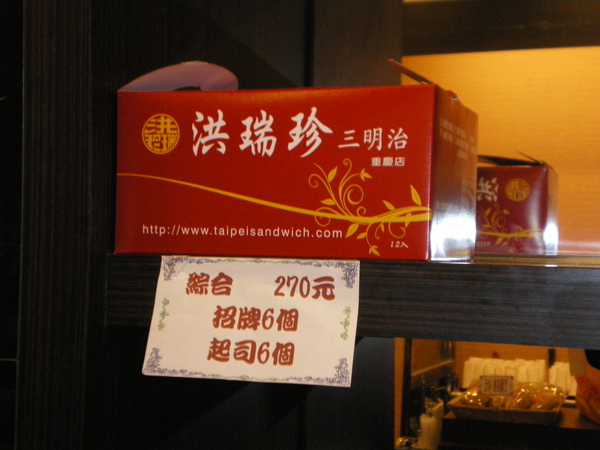 洪瑞珍 三明治
重慶店
http://www.taipeisandwich.com
12入
綜合 270元
招牌6個
起司6個